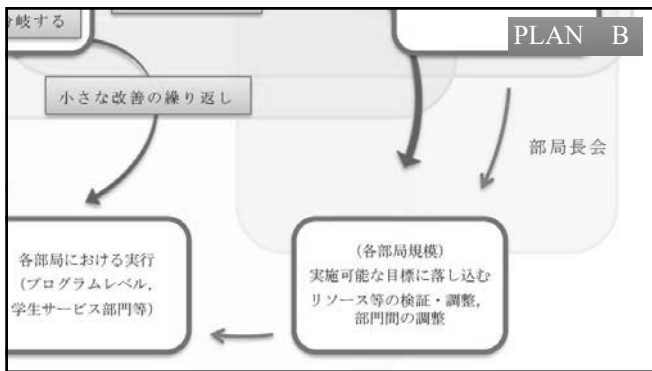 岐する
PLAN B
小さな改善の繰り返し
部局長会
各部局における実行
（プログラムレベル，
学生サービス部門等）
（各部局規模）
実施可能な目標に落し込む
リソース等の検証・調整，
部門間の調整